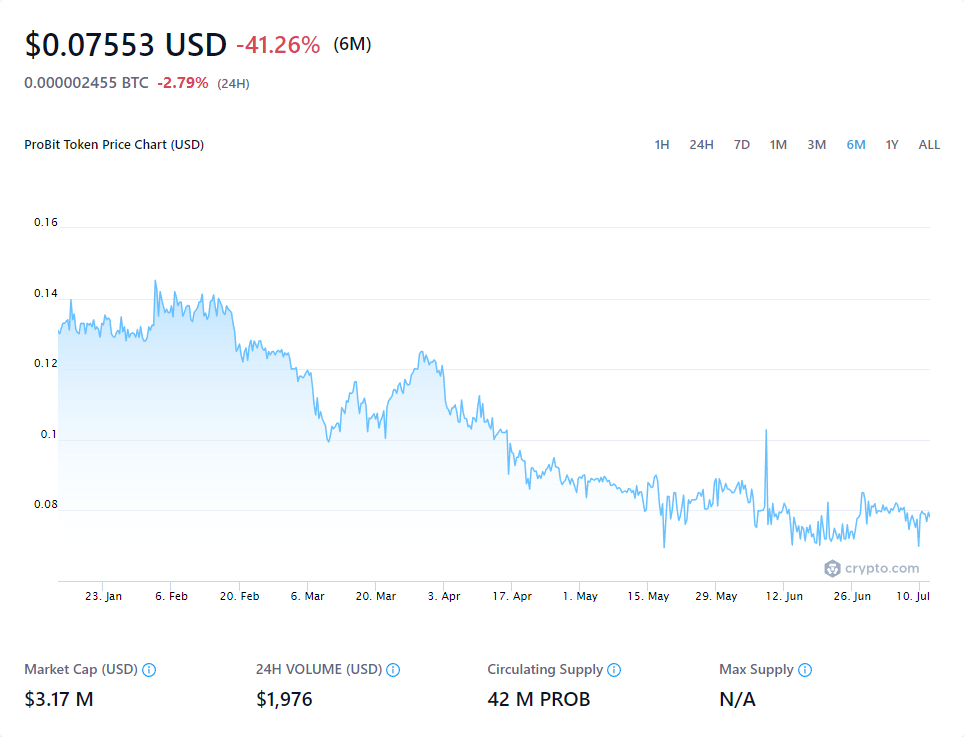 $0.07553 USD -41.26% (6M)
0.000002455 BTC -2.79% (24H)
ProBit Token Price Chart (USD) 1H 24H 7D 1M 3M 6M 1Y ALL
0.16
0.14
0.12
0.1
0.08
crypto.com
23. Jan 6. Feb 20. Feb 6. Mar 20. Mar 3. Apr 17. Apr 1. May 15. May 29. May 12. Jun 26. Jun 10. Jul
Market Cap (USD) 24H VOLUME (USD) Circulating Supply Max Supply
$3.17 M $1,976 42 M PROB N/A